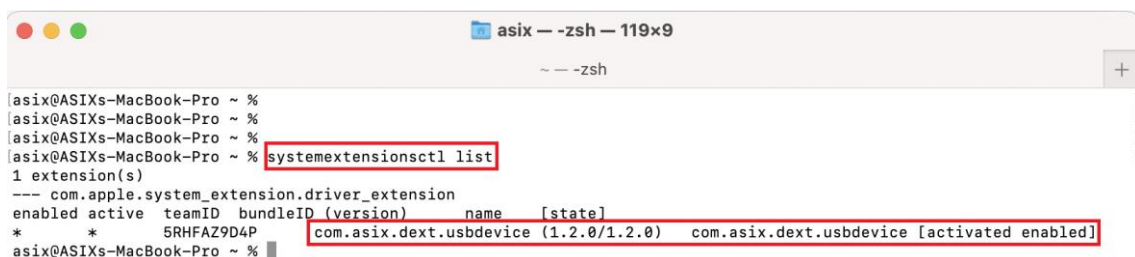 asix — -zsh — 119×9
~ — -zsh
+
[asix@ASIXs-MacBook-Pro ~ %
[asix@ASIXs-MacBook-Pro ~ %
[asix@ASIXs-MacBook-Pro ~ %
[asix@ASIXs-MacBook-Pro ~ % systemextensionsctl list
1 extension(s)
--- com.apple.system_extension.driver_extension
enabled active teamID bundleID (version) name [state]
* * 5RHFAZ9D4P com.asix.dext.usbdevice (1.2.0/1.2.0) com.asix.dext.usbdevice [activated enabled]
asix@ASIXs-MacBook-Pro ~ %